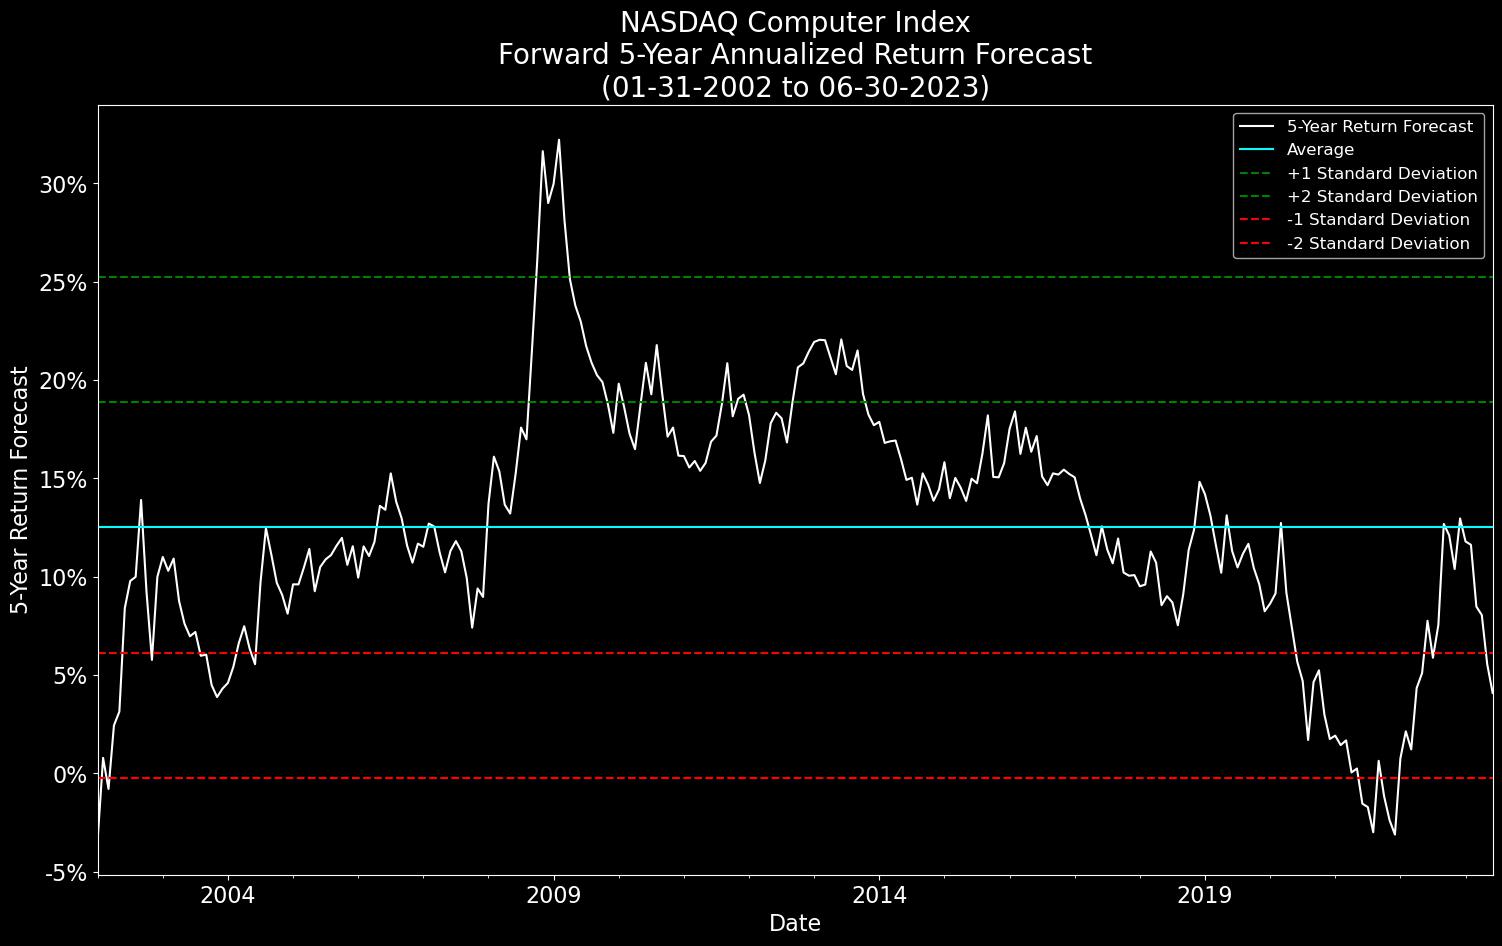 NASDAQ Computer Index
Forward 5-Year Annualized Return Forecast
(01-31-2002 to 06-30-2023)
5-Year Return Forecast
Average
+1 Standard Deviation
+2 Standard Deviation
-1 Standard Deviation
-2 Standard Deviation
30%
25%
20%
15%
10%
5%
0%
-5%
5-Year Return Forecast
2004
2009
2014
2019
Date